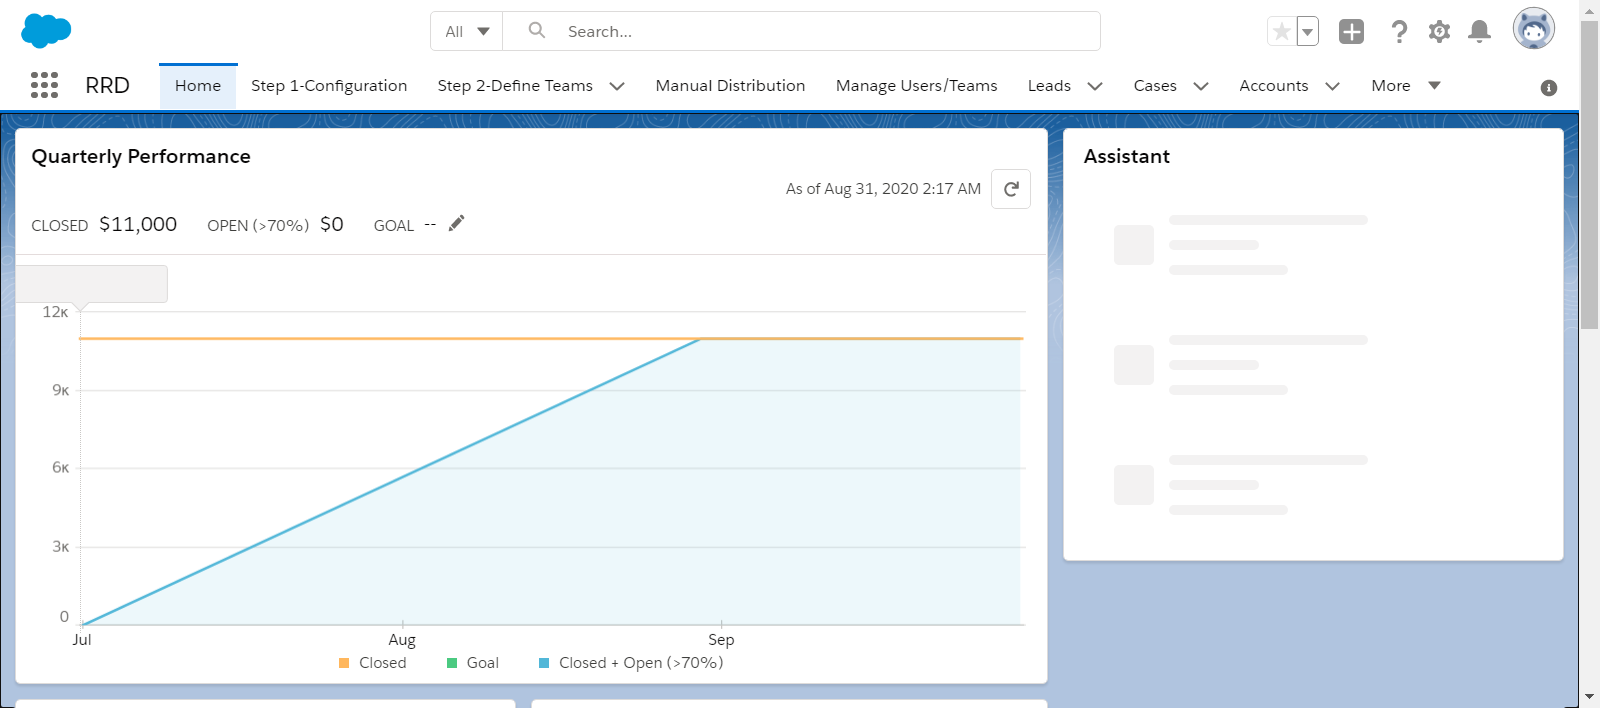 All Search...
RRD Home Step 1-Configuration Step 2-Define Teams Manual Distribution Manage Users/Teams Leads Cases Accounts More
Quarterly Performance
As of Aug 31, 2020 2:17 AM
CLOSED $11,000 OPEN (>70%) $0 GOAL --
12K
9K
6K
3K
0
Jul Aug Sep
Closed Goal Closed + Open (>70%)
Assistant